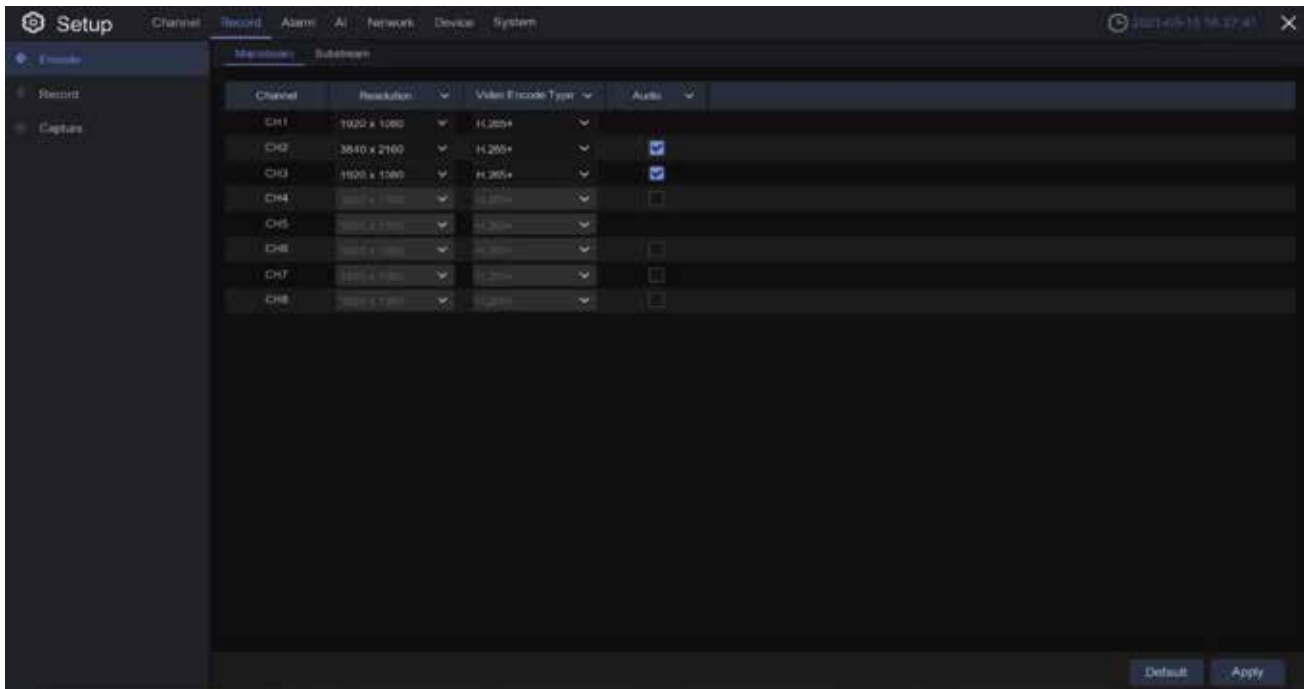 Setup Channel Record Alarm AI Network Device System
Encode
Record
Capture
Mainstream Substream
Channel Resolution Video Encode Type Audio
CH1 1920 x 1080 H.265+
CH2 3840 x 2160 H.265+
CH3 1920 x 1080 H.265+
CH4
CH5
CH6
CH7
CH8
Default Apply